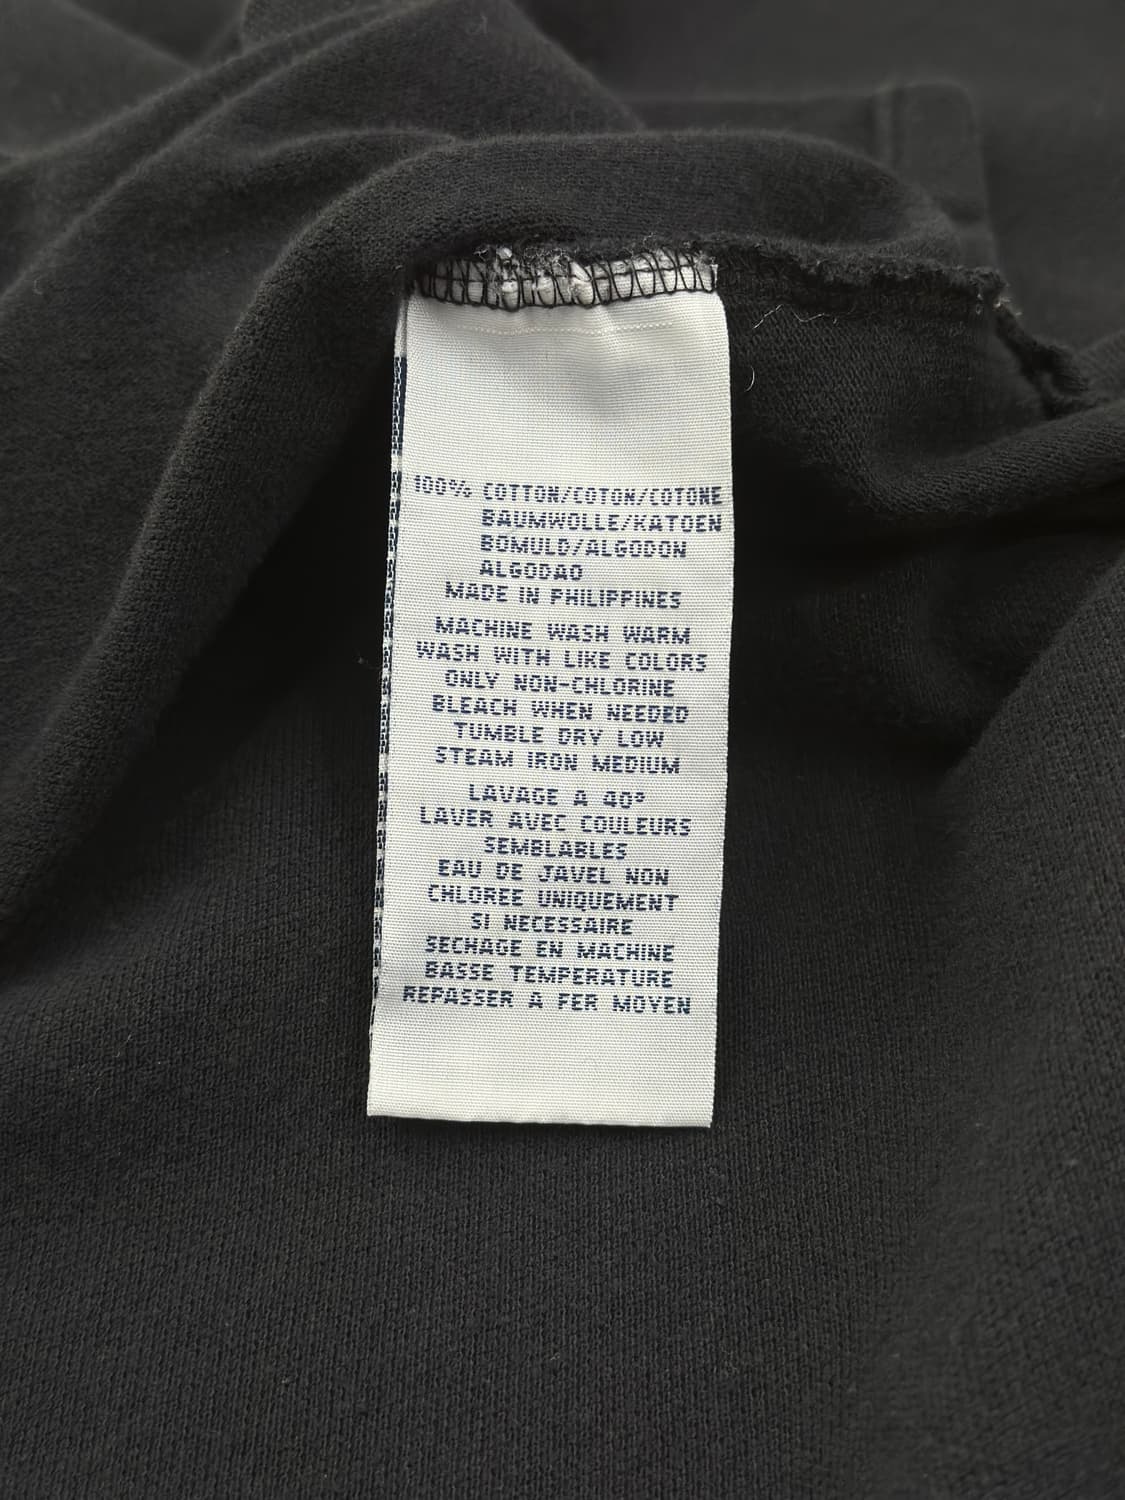 100% COTTON/COTON/COTONE
BAUMWOLLE/KATOEN
BOMULD/ALGODON
ALGODAO
MADE IN PHILIPPINES
MACHINE WASH WARM
WASH WITH LIKE COLORS
ONLY NON-CHLORINE
BLEACH WHEN NEEDED
TUMBLE DRY LOW
STEAM IRON MEDIUM
LAVAGE A 40°
LAVER AVEC COULEURS
SEMBLABLES
EAU DE JAVEL NON
CHLOREE UNIQUEMENT
SI NECESSAIRE
SECHAGE EN MACHINE
BASSE TEMPERATURE
REPASSER A FER MOYEN